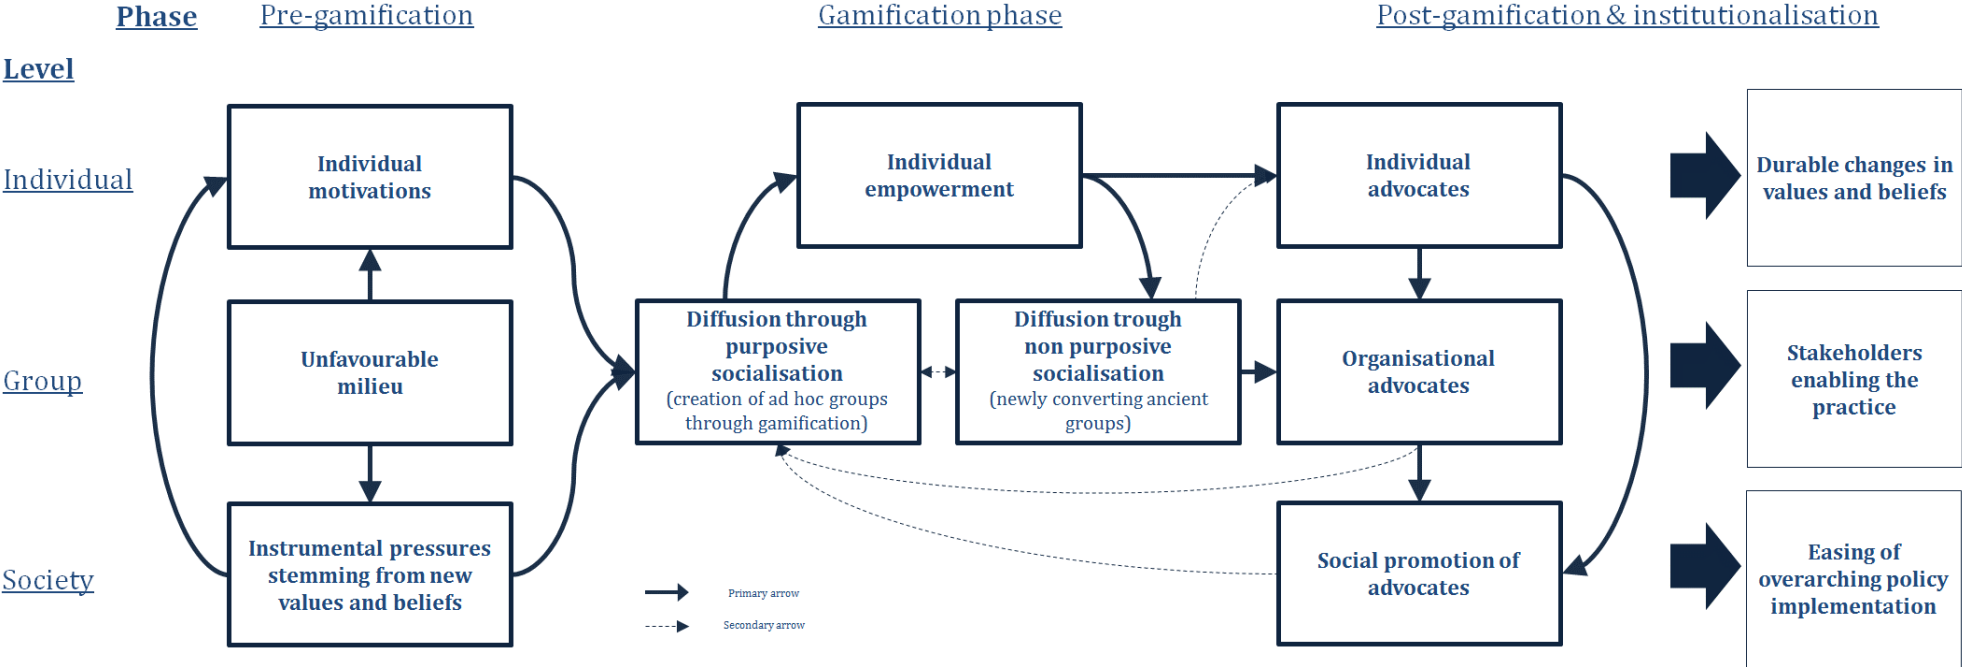 Phase
Pre-gamification
Gamification phase
Post-gamification & institutionalisation
Level
Individual
Individual
motivations
Individual
empowerment
Individual
advocates
Durable changes in
values and beliefs
Group
Unfavourable
milieu
Diffusion through
purposive
socialisation
(creation of ad hoc groups
through gamification)
Diffusion trough
non purposive
socialisation
(newly converting ancient
groups)
Organisational
advocates
Stakeholders
enabling the
practice
Society
Instrumental pressures
stemming from new
values and beliefs
Social promotion of
advocates
Easing of
overarching policy
implementation
Primary arrow
Secondary arrow